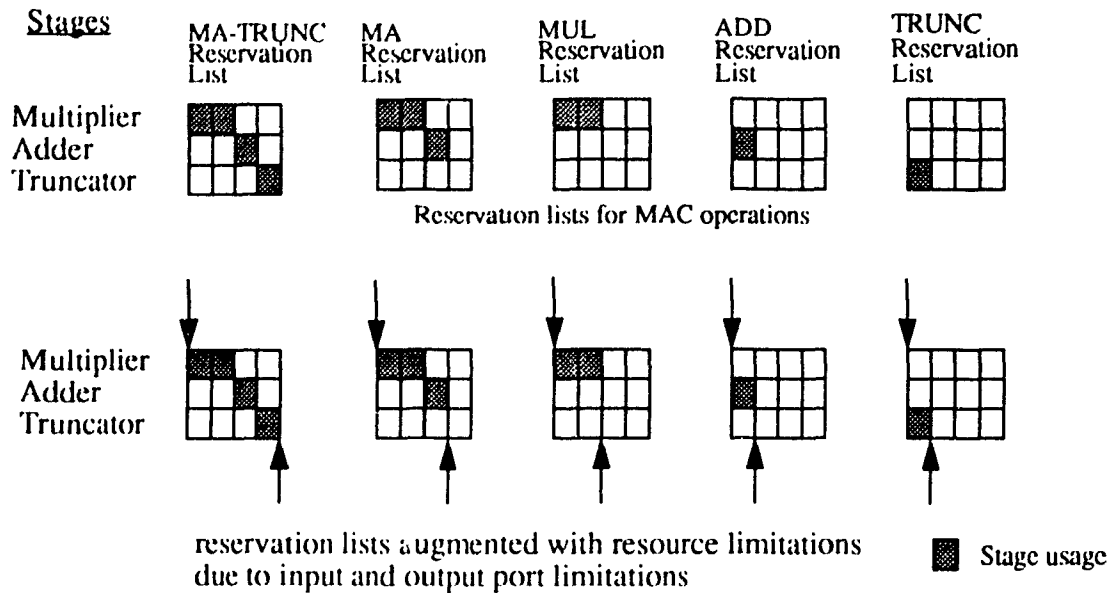 Stages
MA-TRUNC
Reservation
List
MA
Reservation
List
MUL
Reservation
List
ADD
Reservation
List
TRUNC
Reservation
List
Multiplier
Adder
Truncator
Reservation lists for MAC operations
Multiplier
Adder
Truncator
reservation lists augmented with resource limitations
due to input and output port limitations
Stage usage